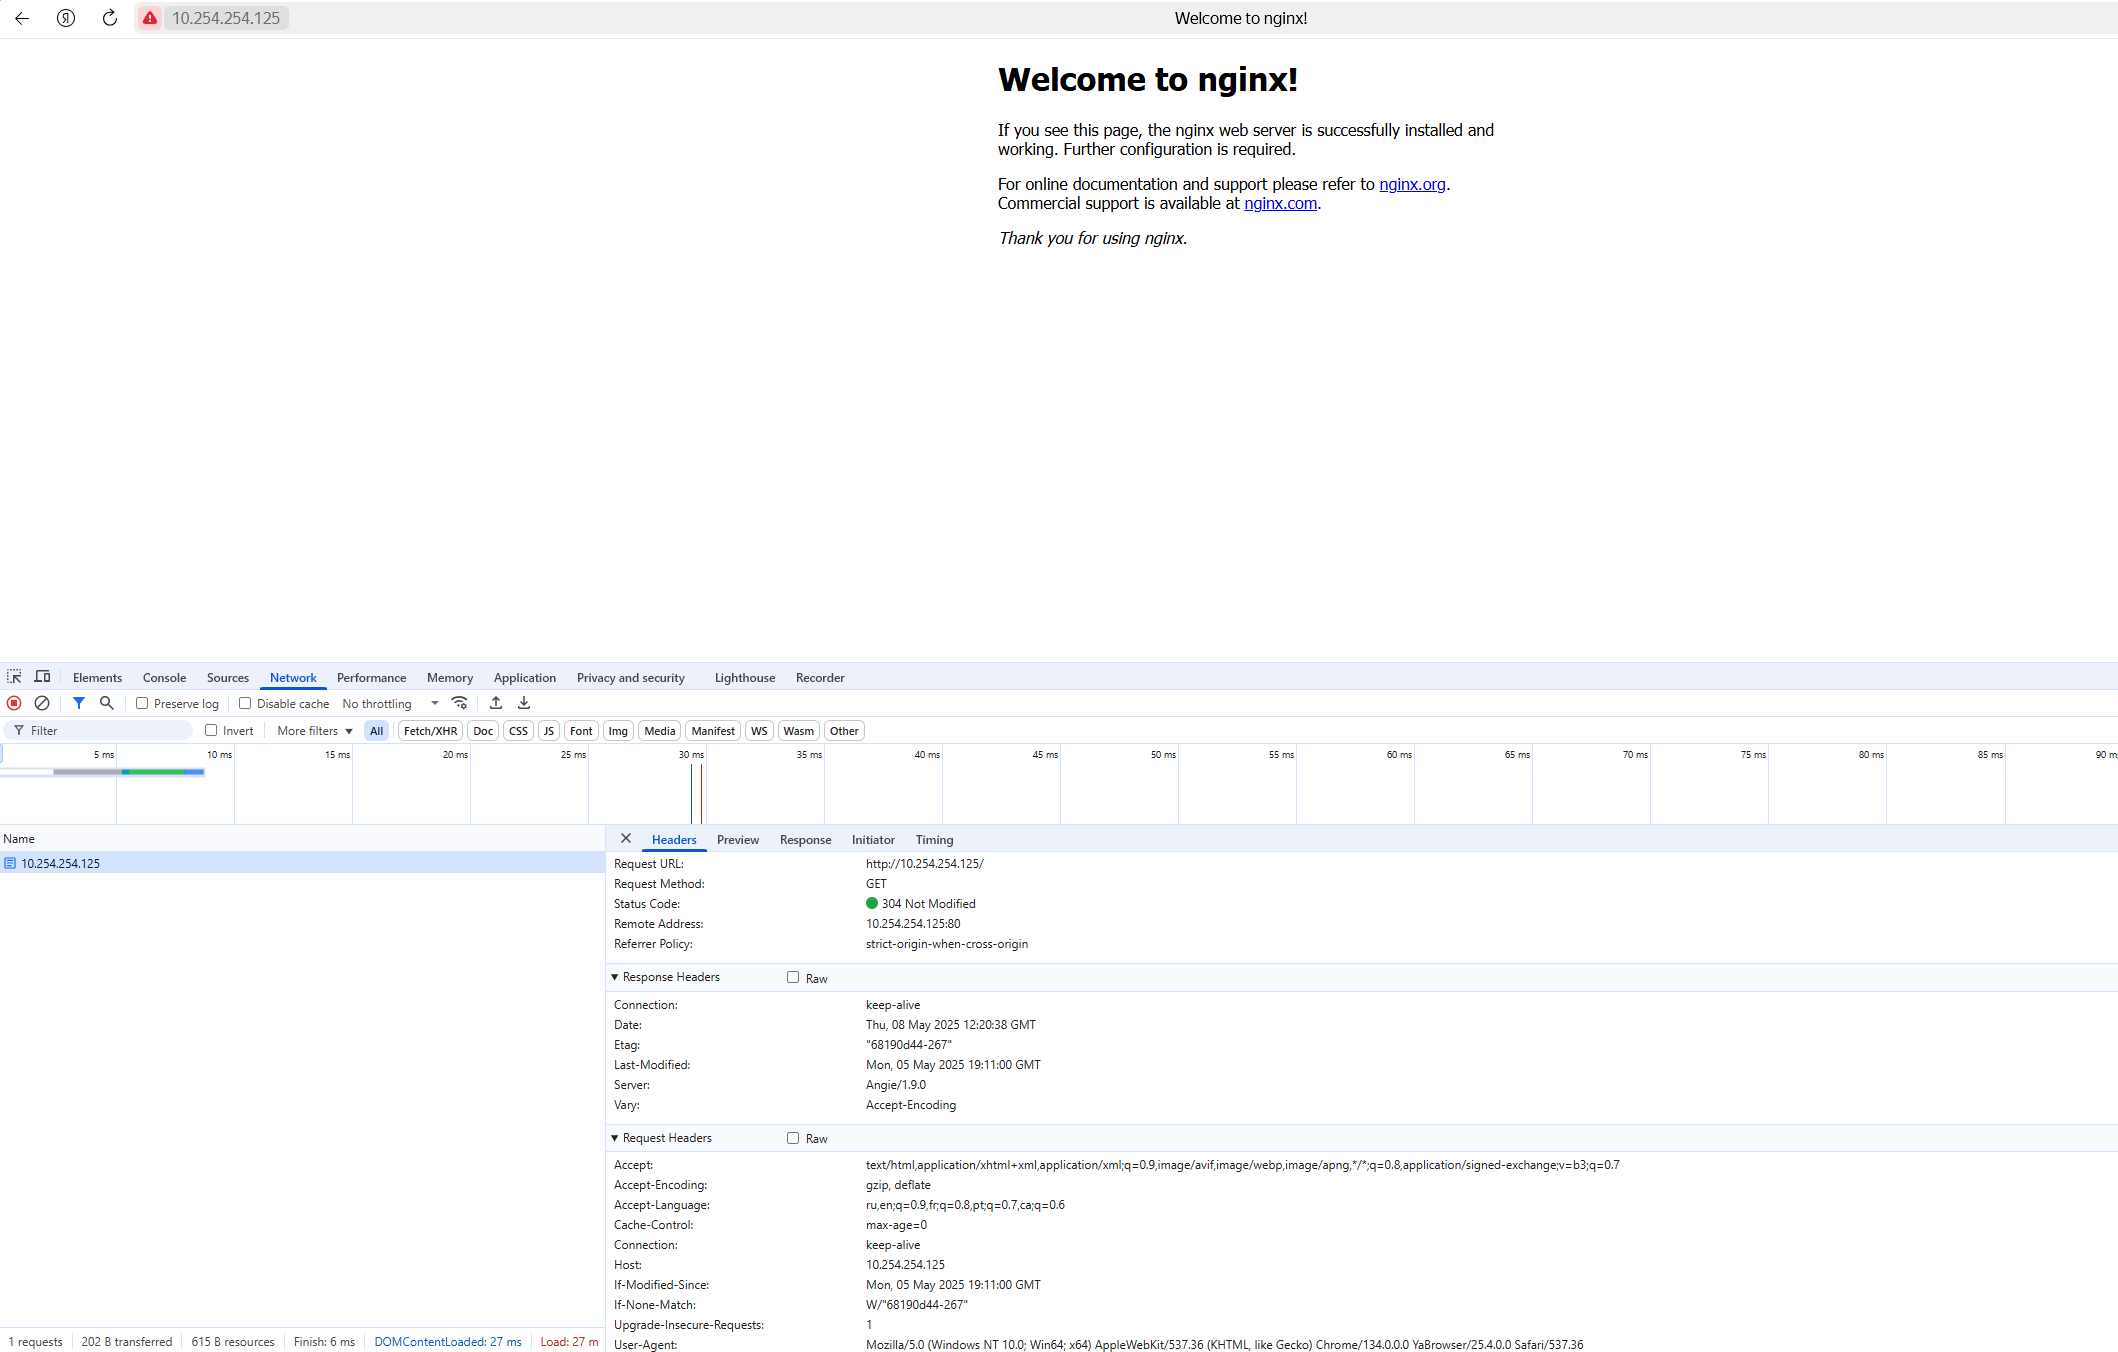 10.254.254.125 Welcome to nginx!
Welcome to nginx!
If you see this page, the nginx web server is successfully installed and
working. Further configuration is required.
For online documentation and support please refer to nginx.org.
Commercial support is available at nginx.com.
Thank you for using nginx.
Elements Console Sources Network Performance Memory Application Privacy and security Lighthouse Recorder
Preserve log Disable cache No throttling
Filter Invert More filters All Fetch/XHR Doc CSS JS Font Img Media Manifest WS Wasm Other
5 ms 10 ms 15 ms 20 ms 25 ms 30 ms 35 ms 40 ms 45 ms 50 ms 55 ms 60 ms 65 ms 70 ms 75 ms 80 ms 85 ms 90 m
Name
10.254.254.125
Headers Preview Response Initiator Timing
Request URL: http://10.254.254.125/
Request Method: GET
Status Code: 304 Not Modified
Remote Address: 10.254.254.125:80
Referrer Policy: strict-origin-when-cross-origin
Response Headers Raw
Connection: keep-alive
Date: Thu, 08 May 2025 12:20:38 GMT
Etag: "68190d44-267"
Last-Modified: Mon, 05 May 2025 19:11:00 GMT
Server: Angie/1.9.0
Vary: Accept-Encoding
Request Headers Raw
Accept: text/html,application/xhtml+xml,application/xml;q=0.9,image/avif,image/webp,image/apng,*/*;q=0.8,application/signed-exchange;v=b3;q=0.7
Accept-Encoding: gzip, deflate
Accept-Language: ru,en;q=0.9,fr;q=0.8,pt;q=0.7,ca;q=0.6
Cache-Control: max-age=0
Connection: keep-alive
Host: 10.254.254.125
If-Modified-Since: Mon, 05 May 2025 19:11:00 GMT
If-None-Match: W/"68190d44-267"
Upgrade-Insecure-Requests: 1
User-Agent: Mozilla/5.0 (Windows NT 10.0; Win64; x64) AppleWebKit/537.36 (KHTML, like Gecko) Chrome/134.0.0.0 YaBrowser/25.4.0.0 Safari/537.36
1 requests 202 B transferred 615 B resources Finish: 6 ms DOMContentLoaded: 27 ms Load: 27 m